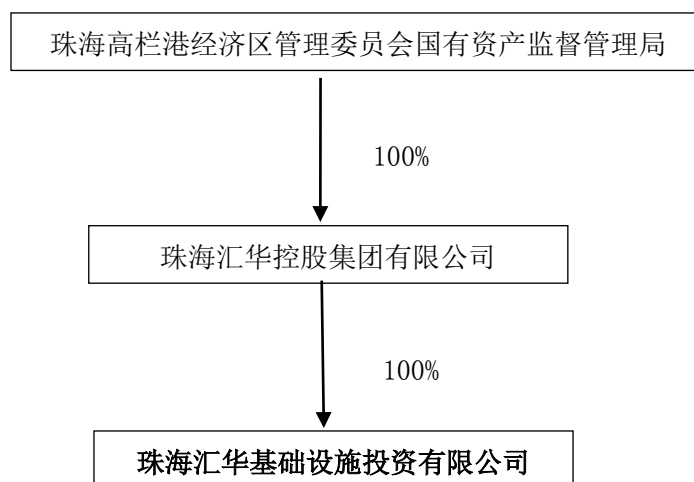 珠海高栏港经济区管理委员会国有资产监督管理局
100%
珠海汇华控股集团有限公司
100%
珠海汇华基础设施投资有限公司